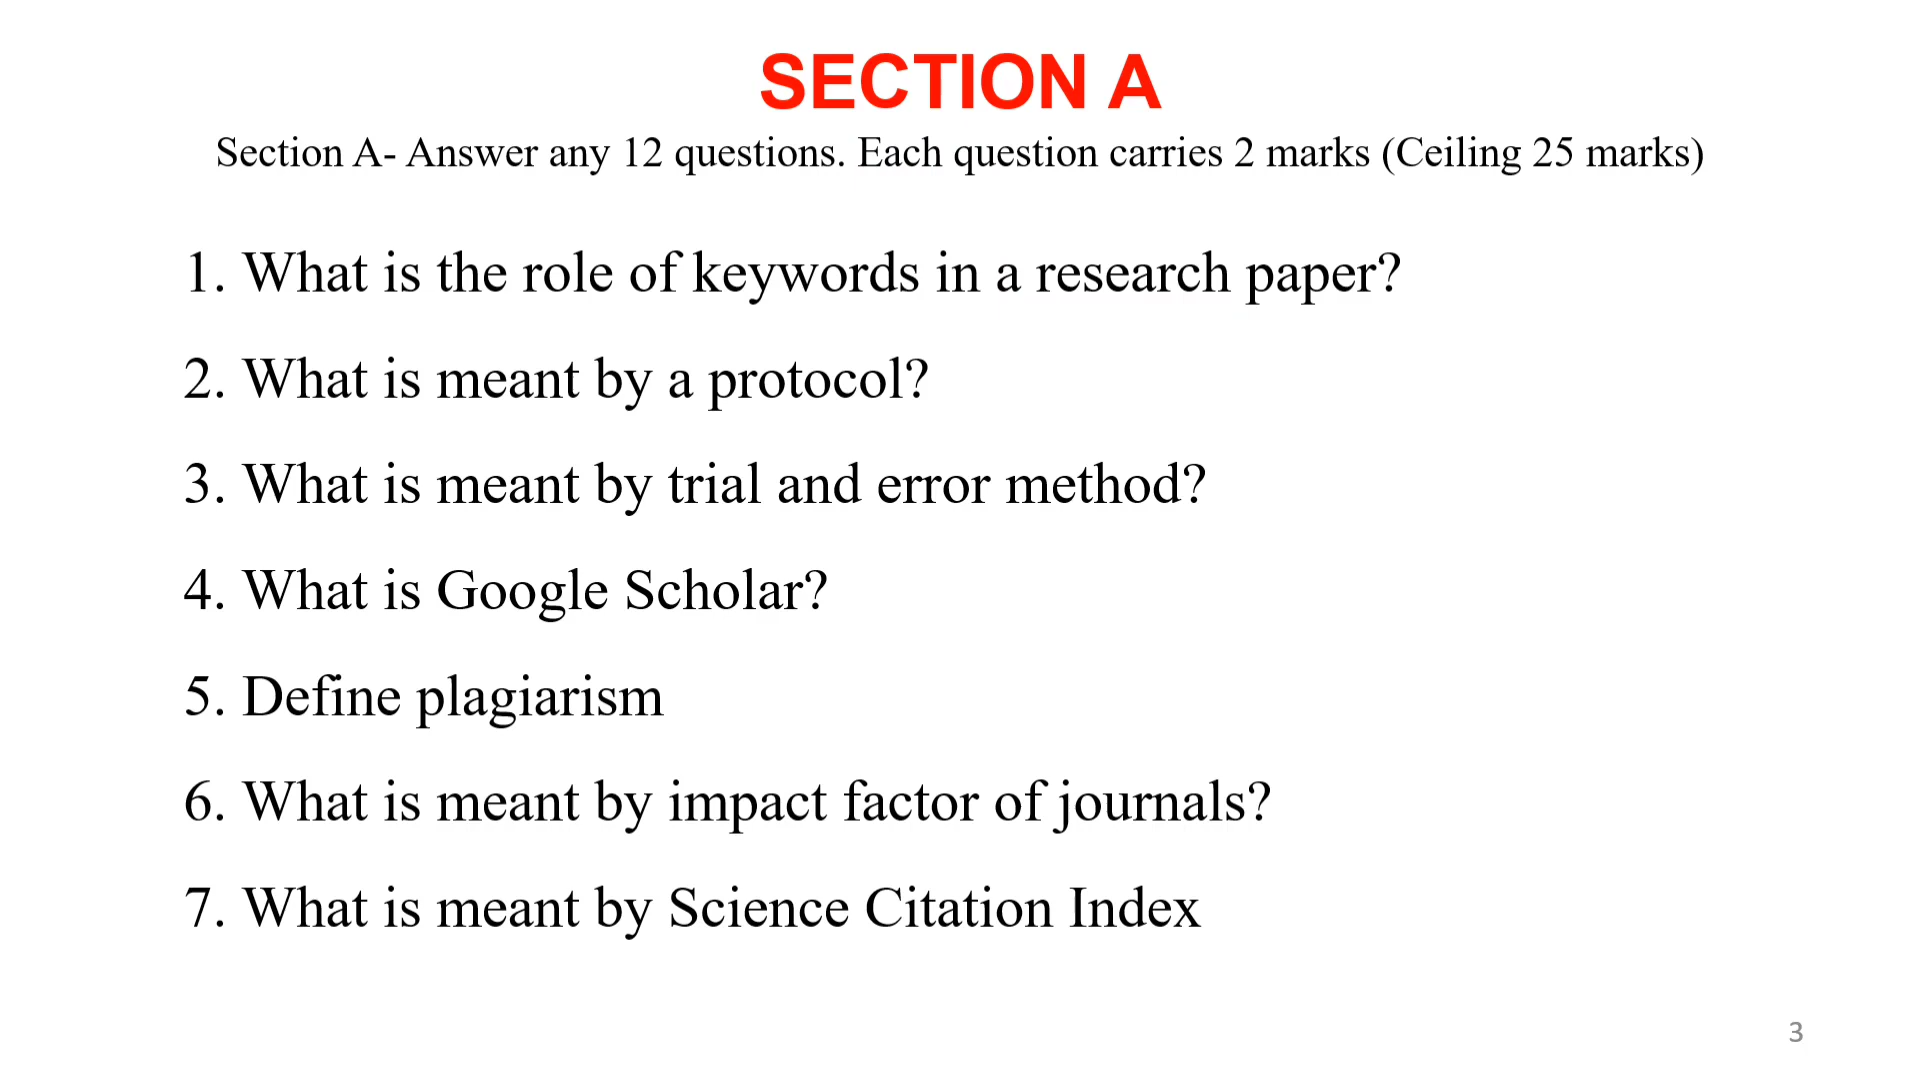 SECTION A
Section A- Answer any 12 questions. Each question carries 2 marks (Ceiling 25 marks)
1. What is the role of keywords in a research paper?
2. What is meant by a protocol?
3. What is meant by trial and error method?
4. What is Google Scholar?
5. Define plagiarism
6. What is meant by impact factor of journals?
7. What is meant by Science Citation Index
3